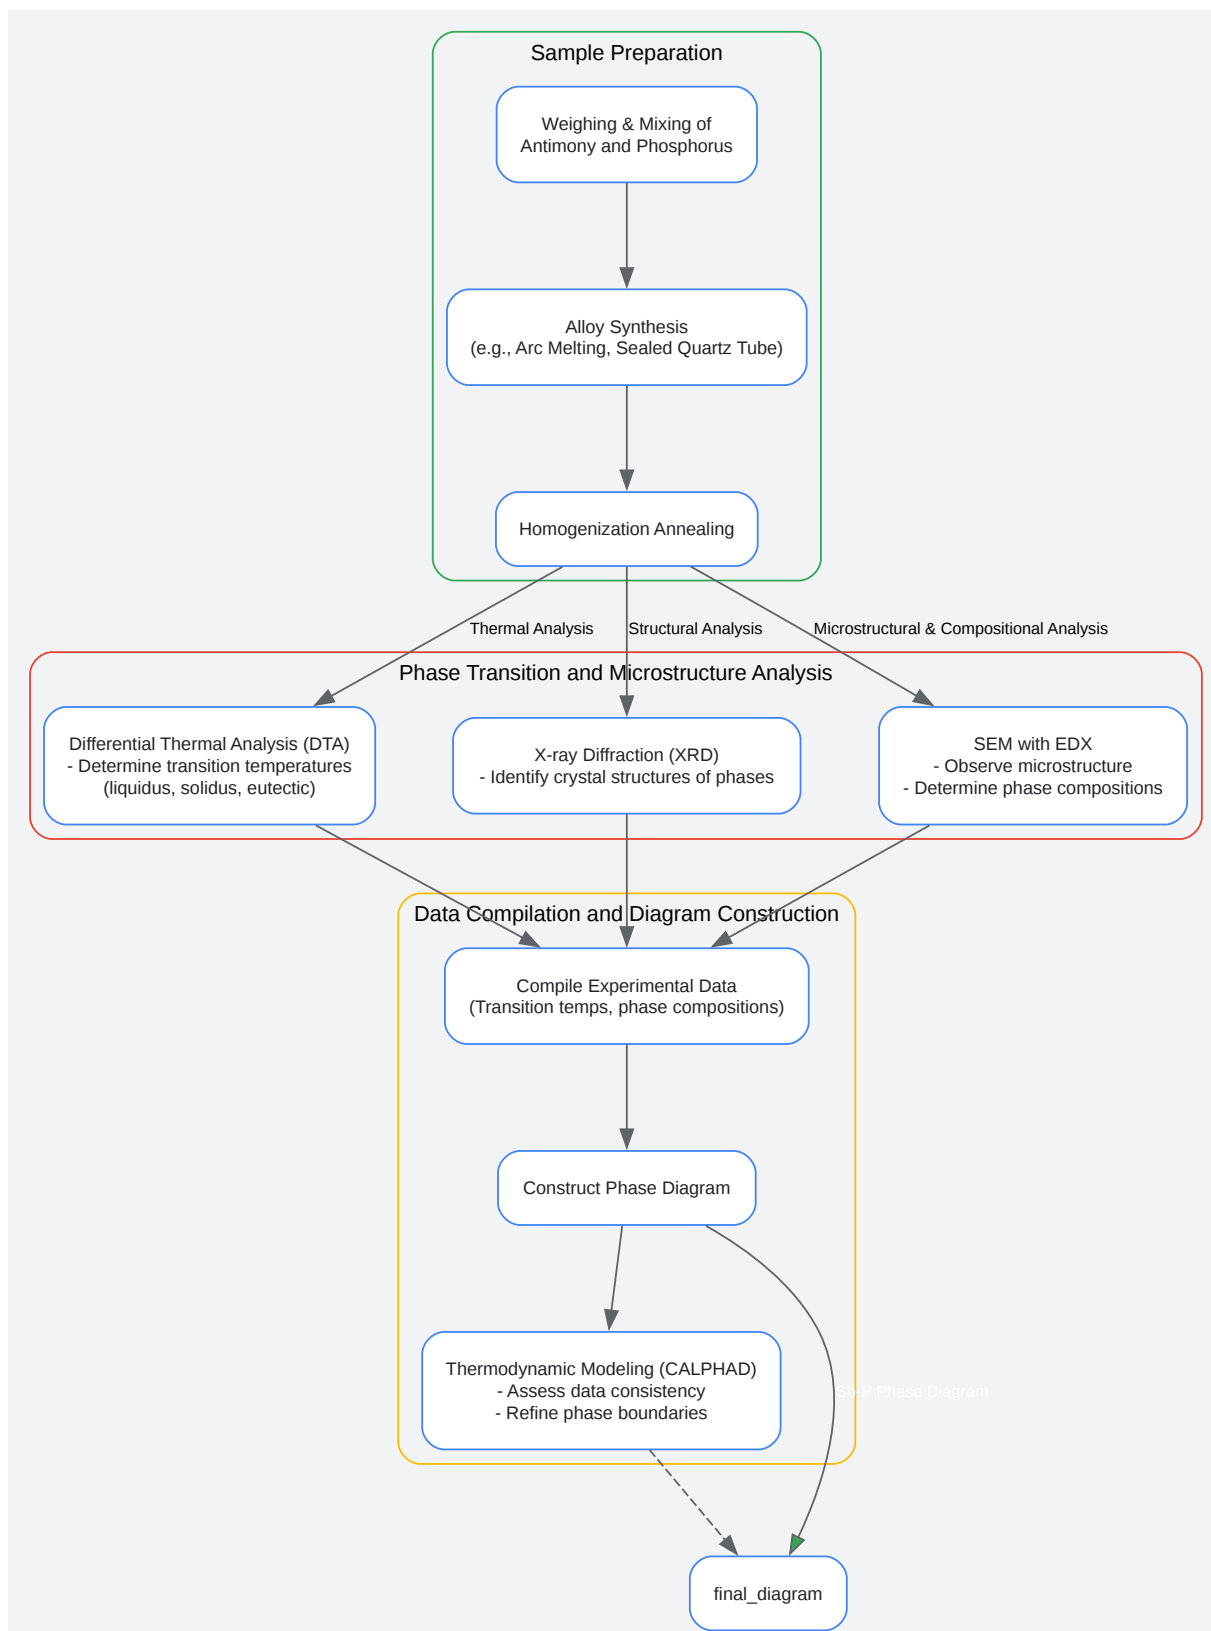 Sample Preparation
Weighing & Mixing of
Antimony and Phosphorus
Alloy Synthesis
(e.g., Arc Melting, Sealed Quartz Tube)
Homogenization Annealing
Thermal Analysis
Structural Analysis
Microstructural & Compositional Analysis
Phase Transition and Microstructure Analysis
Differential Thermal Analysis (DTA)
- Determine transition temperatures
(liquidus, solidus, eutectic)
X-ray Diffraction (XRD)
- Identify crystal structures of phases
SEM with EDX
- Observe microstructure
- Determine phase compositions
Data Compilation and Diagram Construction
Compile Experimental Data
(Transition temps, phase compositions)
Construct Phase Diagram
Thermodynamic Modeling (CALPHAD)
- Assess data consistency
- Refine phase boundaries
Sb-P Phase Diagram
final_diagram